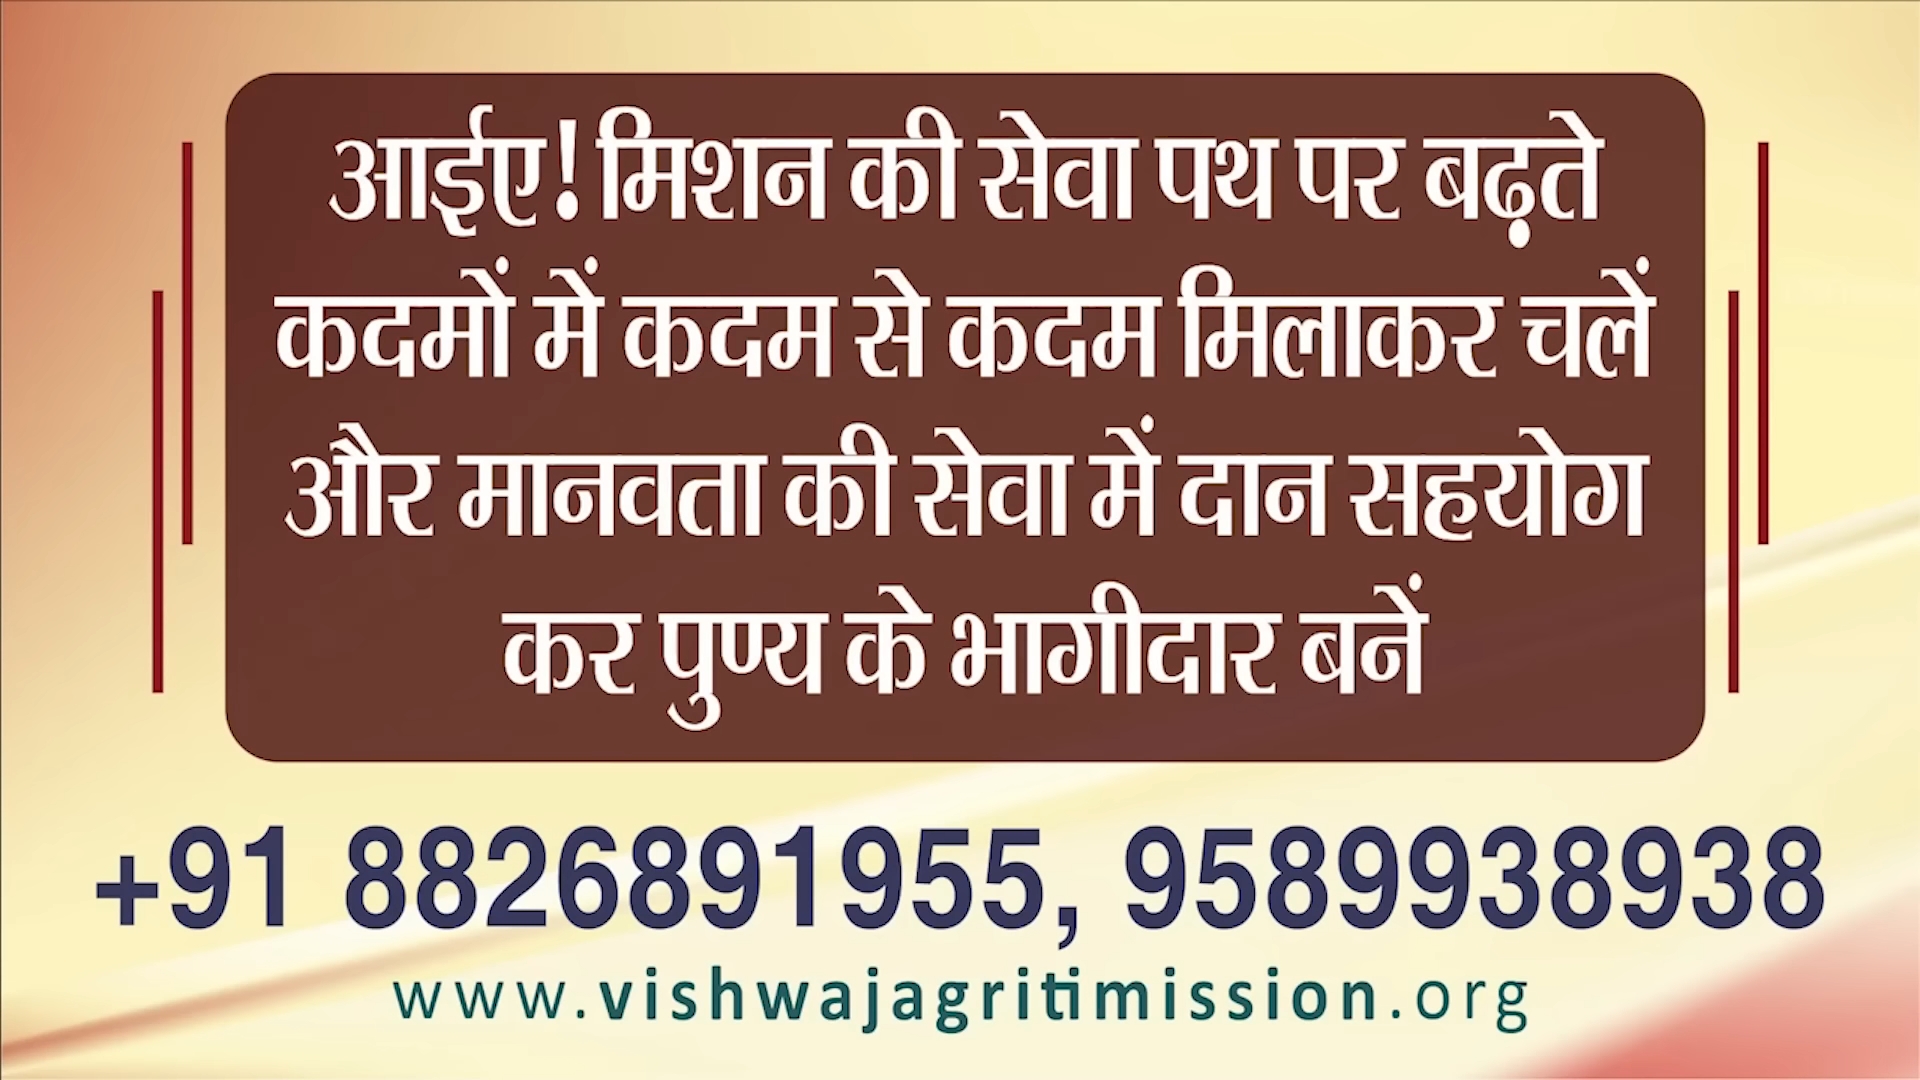 आईए! मिशन की सेवा पथ पर बढ़ते
कदमों में कदम से कदम मिलाकर चलें
और मानवता की सेवा में दान सहयोग
कर पुण्य के भागीदार बनें
+91 8826891955, 9589938938
www.vishwajagritimission.org